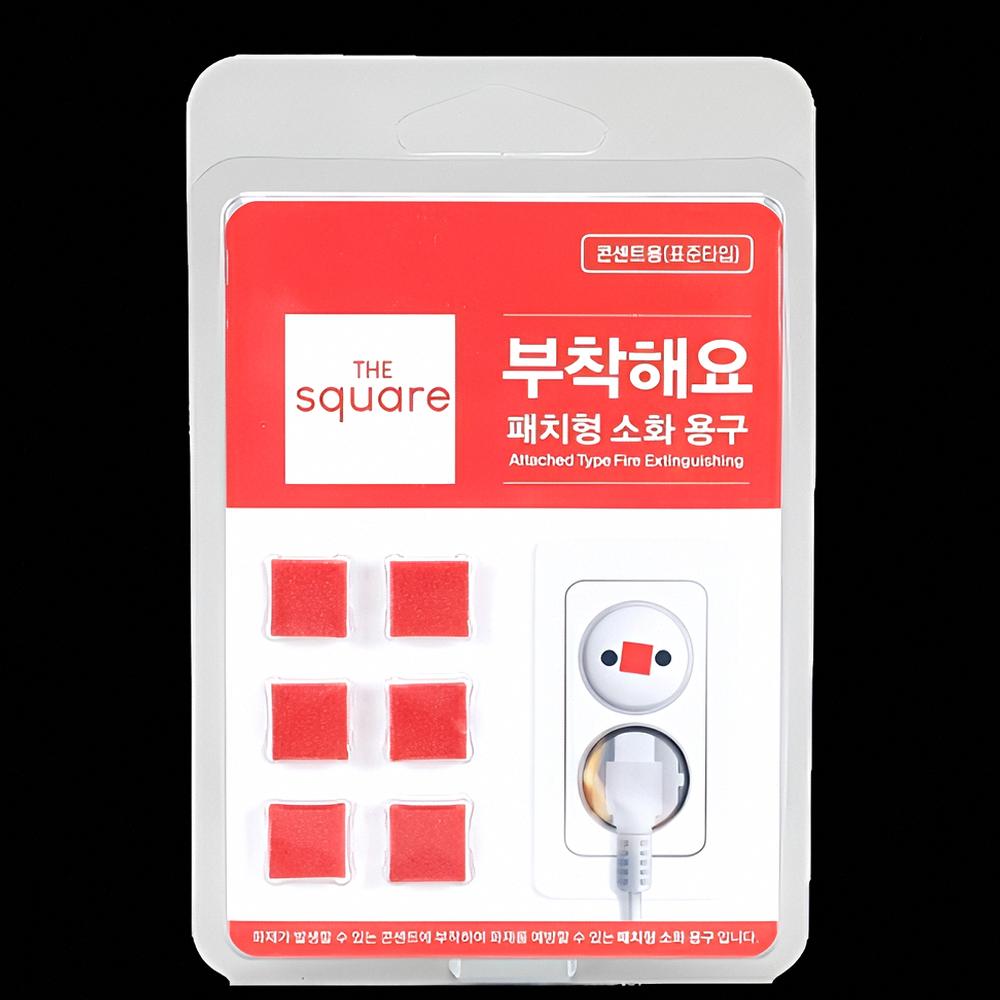 콘센트용(표준타입)
THE
square
부착해요
패치형 소화 용구
Attached Type Fire Extinguishing
화재가 발생할 수 있는 콘센트에 부착하여 화재를 예방할 수 있는 패치형 소화 용구 입니다.